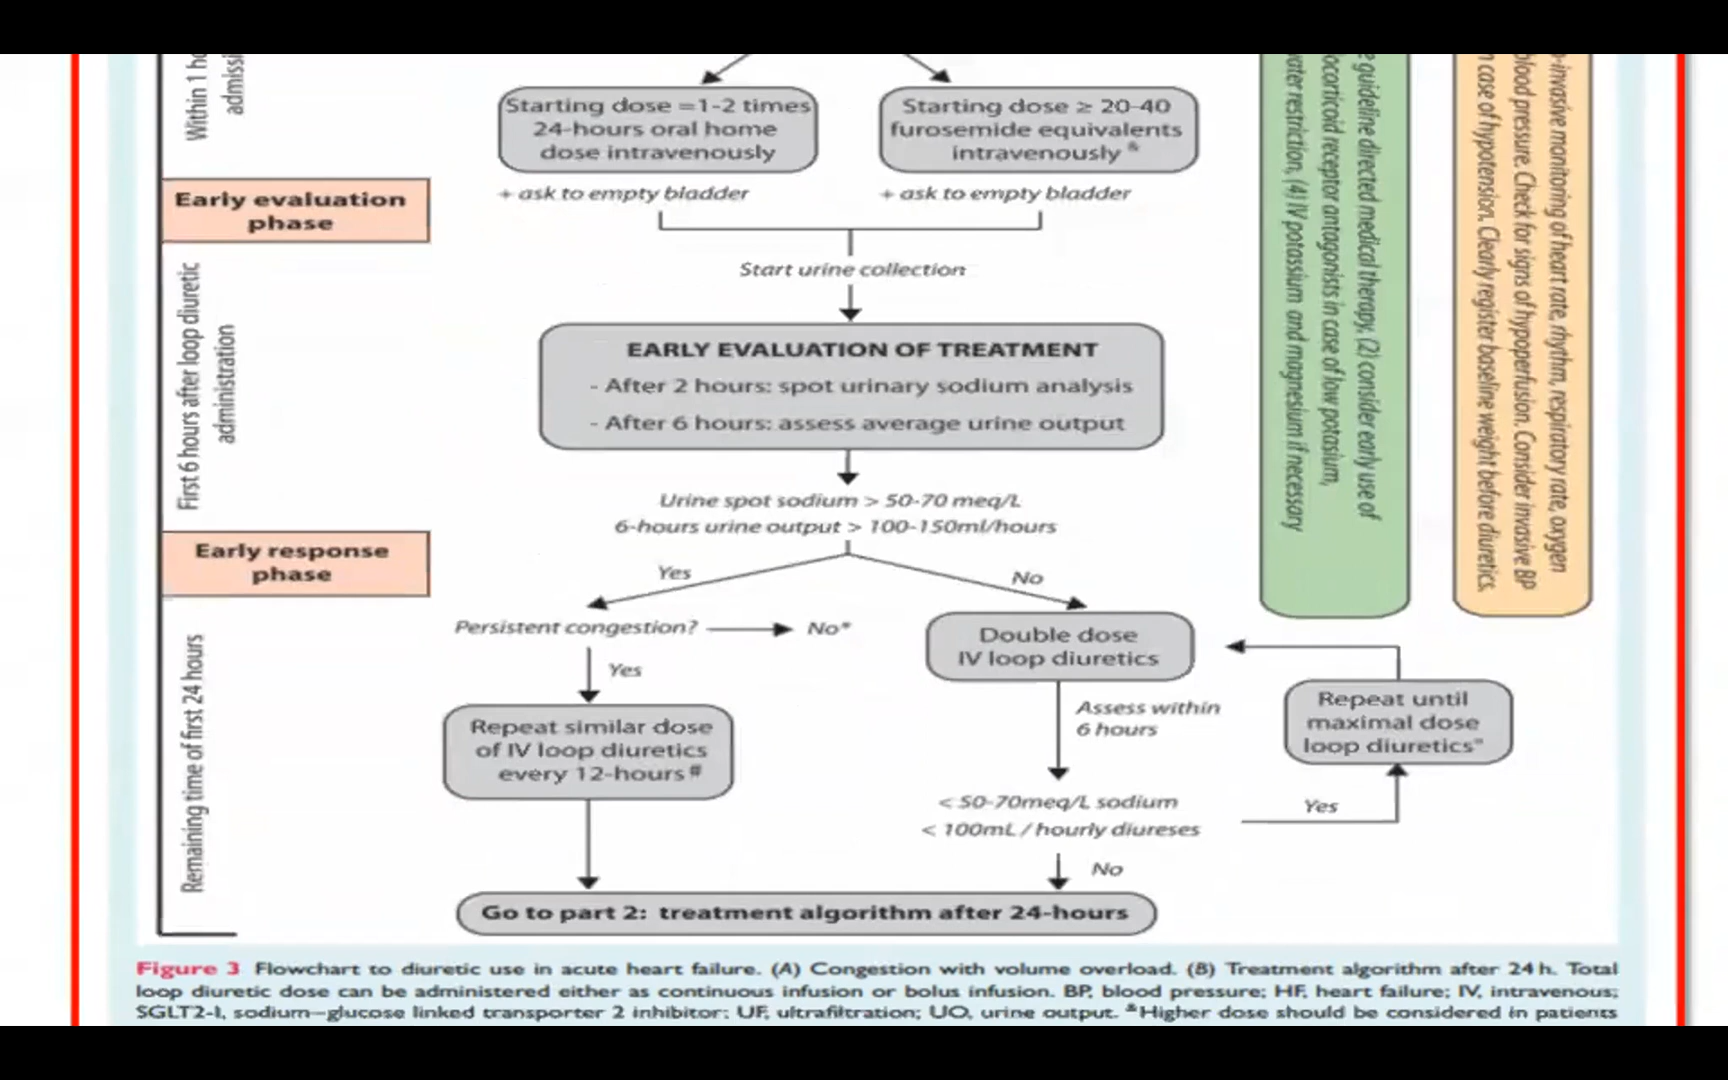 Within 1 h
admissi
Starting dose =1-2 times
24-hours oral home
dose intravenously
Starting dose ≥ 20-40
furosemide equivalents
intravenously &
+ ask to empty bladder
+ ask to empty bladder
Early evaluation
phase
Start urine collection
First 6 hours after loop diuretic
administration
EARLY EVALUATION OF TREATMENT
- After 2 hours: spot urinary sodium analysis
- After 6 hours: assess average urine output
Urine spot sodium > 50-70 meq/L
6-hours urine output > 100-150ml/hours
Early response
phase
Yes
No
Persistent congestion?
No*
Yes
Double dose
IV loop diuretics
Remaining time of first 24 hours
Repeat similar dose
of IV loop diuretics
every 12-hours #
Assess within
6 hours
Repeat until
maximal dose
loop diuretics"
< 50-70meq/L sodium
< 100mL / hourly diureses
Yes
No
Go to part 2: treatment algorithm after 24-hours
e guideline directed medical therapy, (2) consider early use of
ocorticoid receptor antagonists in case of low potasium,
ater restriction, (4) IV potassium and magnesium if necessary
-invasive monitoring of heart rate, rhythm, respiratory rate, oxygen
blood pressure. Check for signs of hypoperfusion. Consider invasive BP
n case of hypotension. Clearly register baseline weight before diuretics.
Figure 3 Flowchart to diuretic use in acute heart failure. (A) Congestion with volume overload. (B) Treatment algorithm after 24 h. Total
loop diuretic dose can be administered either as continuous infusion or bolus infusion. BP, blood pressure; HF, heart failure; IV, intravenous;
SGLT2-I, sodium–glucose linked transporter 2 inhibitor; UF, ultrafiltration; UO, urine output. &Higher dose should be considered in patients